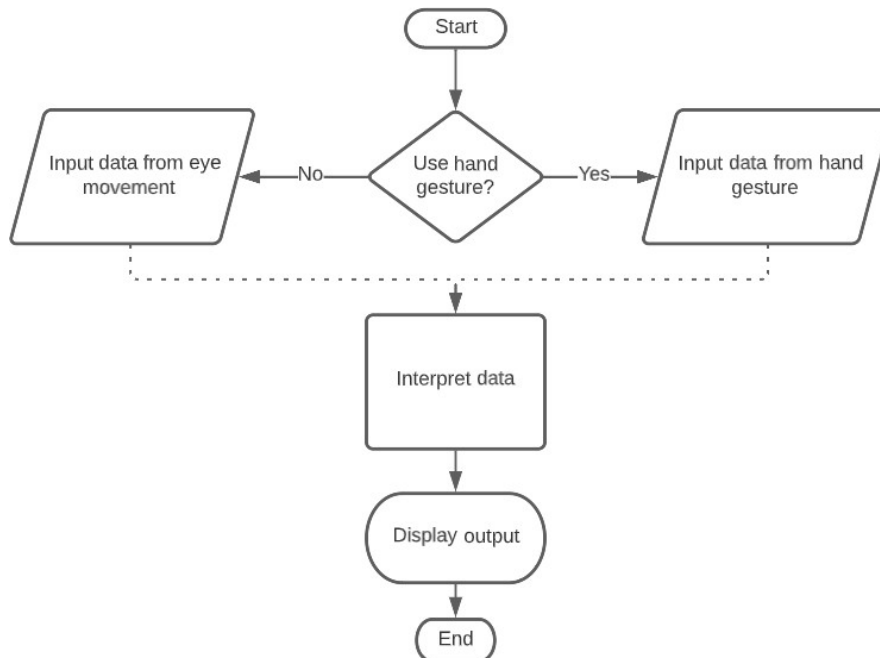 Start
Input data from eye
movement
No
Use hand
gesture?
Yes
Input data from hand
gesture
Interpret data
Display output
End